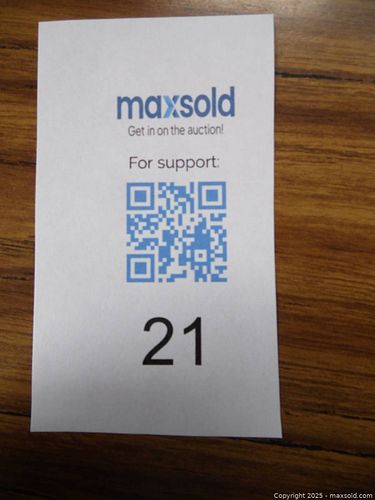 maxsold
Get in on the auction!
For support:
21
Copyright 2025 - maxsold.com